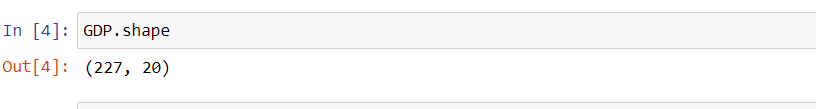 In [4]: GDP.shape
Out[4]: (227, 20)